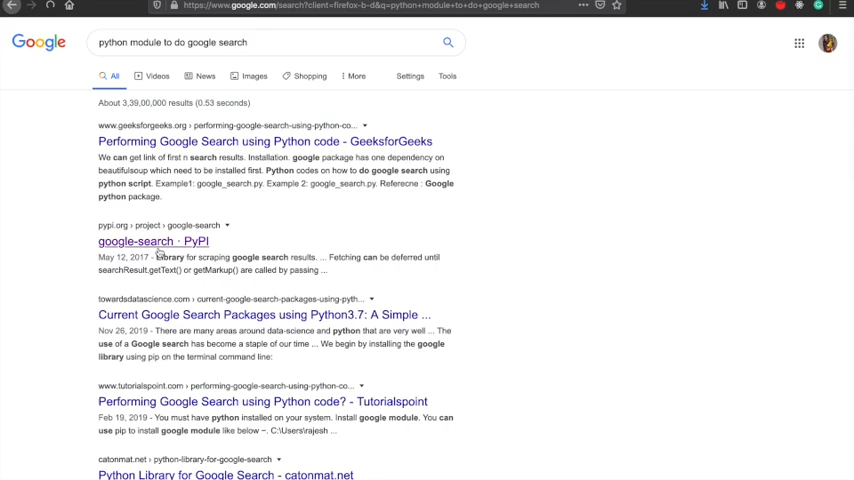 https://www.google.com/search?client=firefox-b-d&q=python+module+to+do+google+search
Google
python module to do google search
All Videos News Images Shopping More Settings Tools
About 3,39,00,000 results (0.53 seconds)
www.geeksforgeeks.org › performing-google-search-using-python-co...
Performing Google Search using Python code - GeeksforGeeks
We can get link of first n search results. Installation. google package has one dependency on
beautifulsoup which need to be installed first. Python codes on how to do google search using
python script. Example1: google_search.py. Example 2: google_search.py. Referecne : Google
python package.
pypi.org › project › google-search
google-search · PyPI
May 12, 2017 - Library for scraping google search results. ... Fetching can be deferred until
searchResult.getText() or getMarkup() are called by passing ...
towardsdatascience.com › current-google-search-packages-using-pyth...
Current Google Search Packages using Python3.7: A Simple ...
Nov 26, 2019 - There are many areas around data-science and python that are very well ... The
use of a Google search has become a staple of our time ... We begin by installing the google
library using pip on the terminal command line:
www.tutorialspoint.com › performing-google-search-using-python-co...
Performing Google Search using Python code? - Tutorialspoint
Feb 19, 2019 - You must have python installed on your system. Install google module. You can
use pip to install google module like below −. C:\Users\rajesh ...
catonmat.net › python-library-for-google-search
Python Library for Google Search - catonmat.net